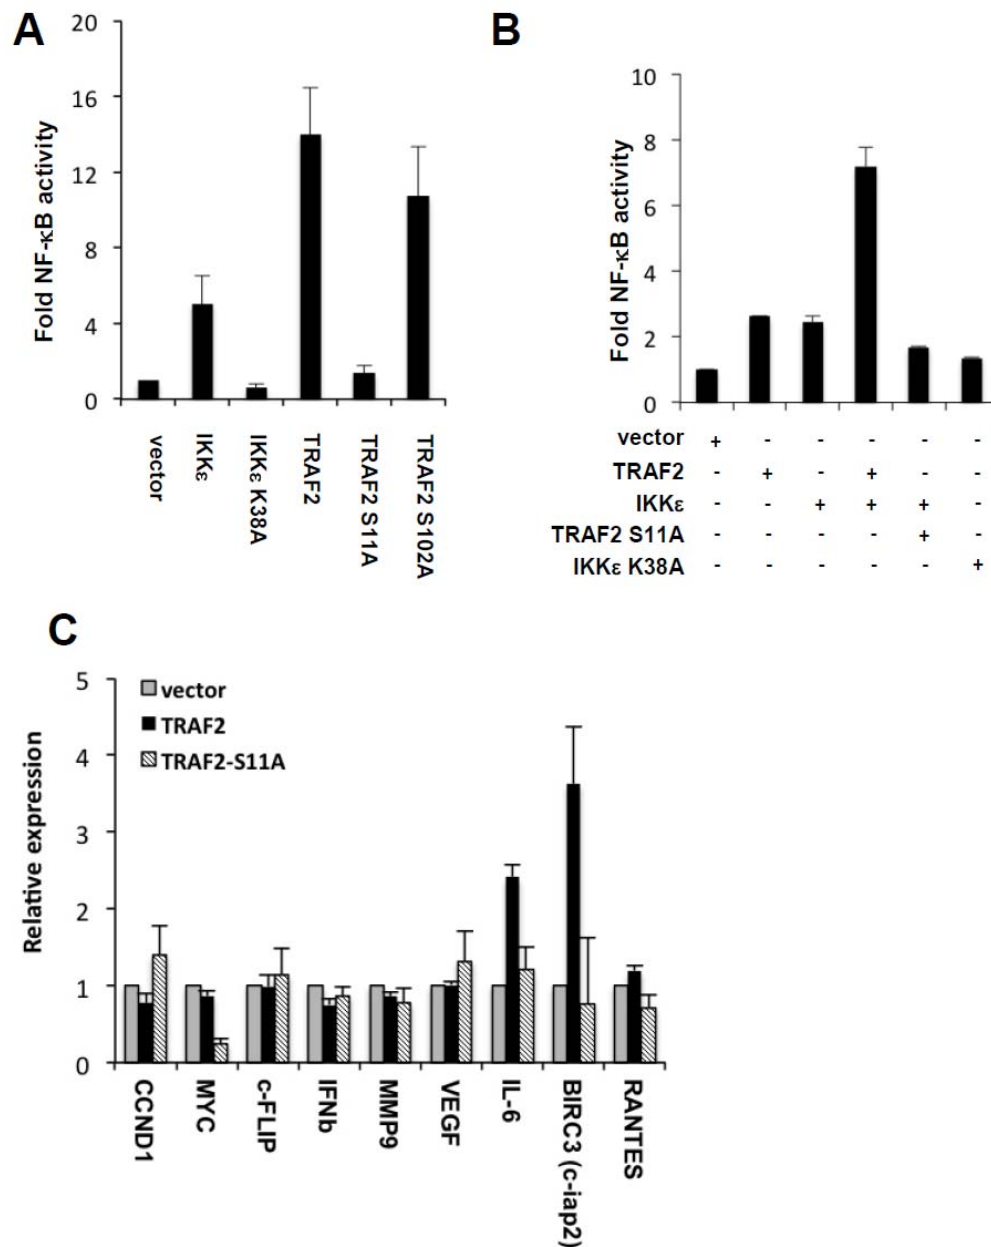 A
Fold NF-κB activity
20
16
12
8
4
0
vector
IKKε
IKKε K38A
TRAF2
TRAF2 S11A
TRAF2 S102A
B
Fold NF-κB activity
10
8
6
4
2
0
vector + - - - - -
TRAF2 - + - + - -
IKKε - - + + + -
TRAF2 S11A - - - - + -
IKKε K38A - - - - - +
C
Relative expression
5
4
3
2
1
0
vector
TRAF2
TRAF2-S11A
CCND1
MYC
c-FLIP
IFNb
MMP9
VEGF
IL-6
BIRC3 (c-iap2)
RANTES